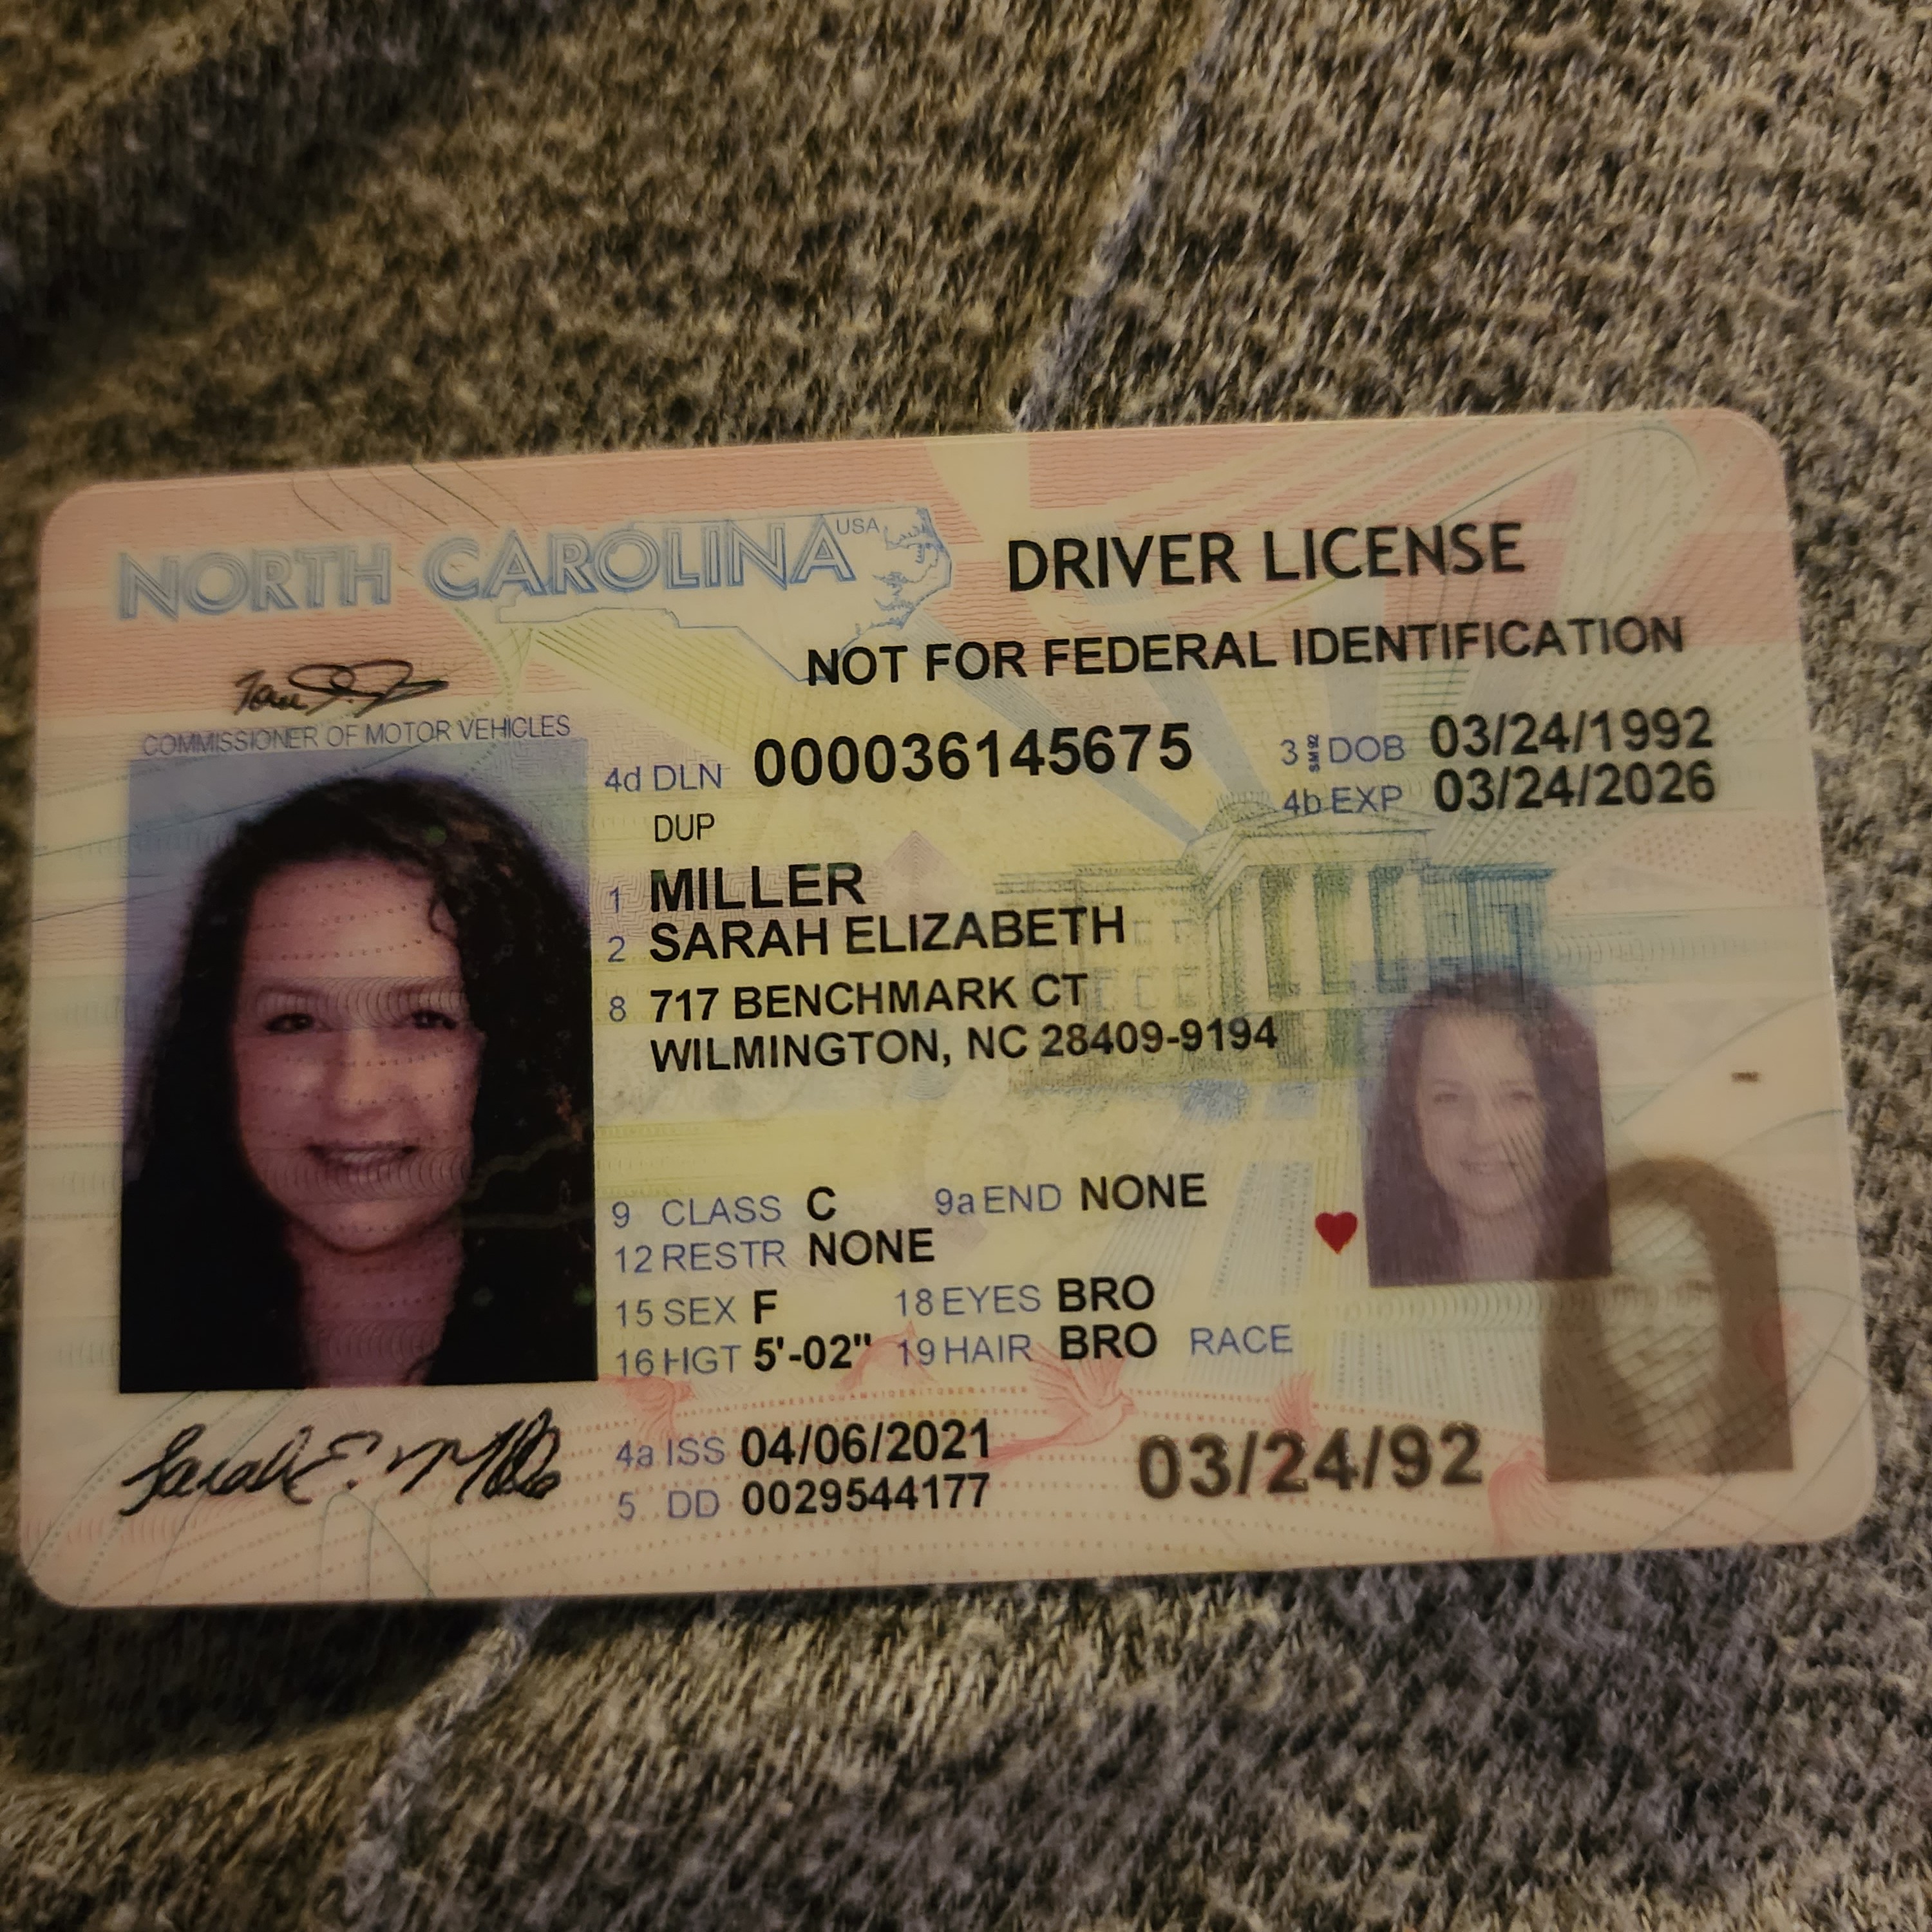 NORTH CAROLINA USA
DRIVER LICENSE
NOT FOR FEDERAL IDENTIFICATION
COMMISSIONER OF MOTOR VEHICLES
4d DLN 000036145675
3 DOB 03/24/1992
4b EXP 03/24/2026
DUP
1 MILLER
2 SARAH ELIZABETH
8 717 BENCHMARK CT
WILMINGTON, NC 28409-9194
9 CLASS C 9a END NONE
12 RESTR NONE
15 SEX F 18 EYES BRO
16 HGT 5'-02" 19 HAIR BRO RACE
Sarah E. Miller
4a ISS 04/06/2021
5 DD 0029544177
03/24/92